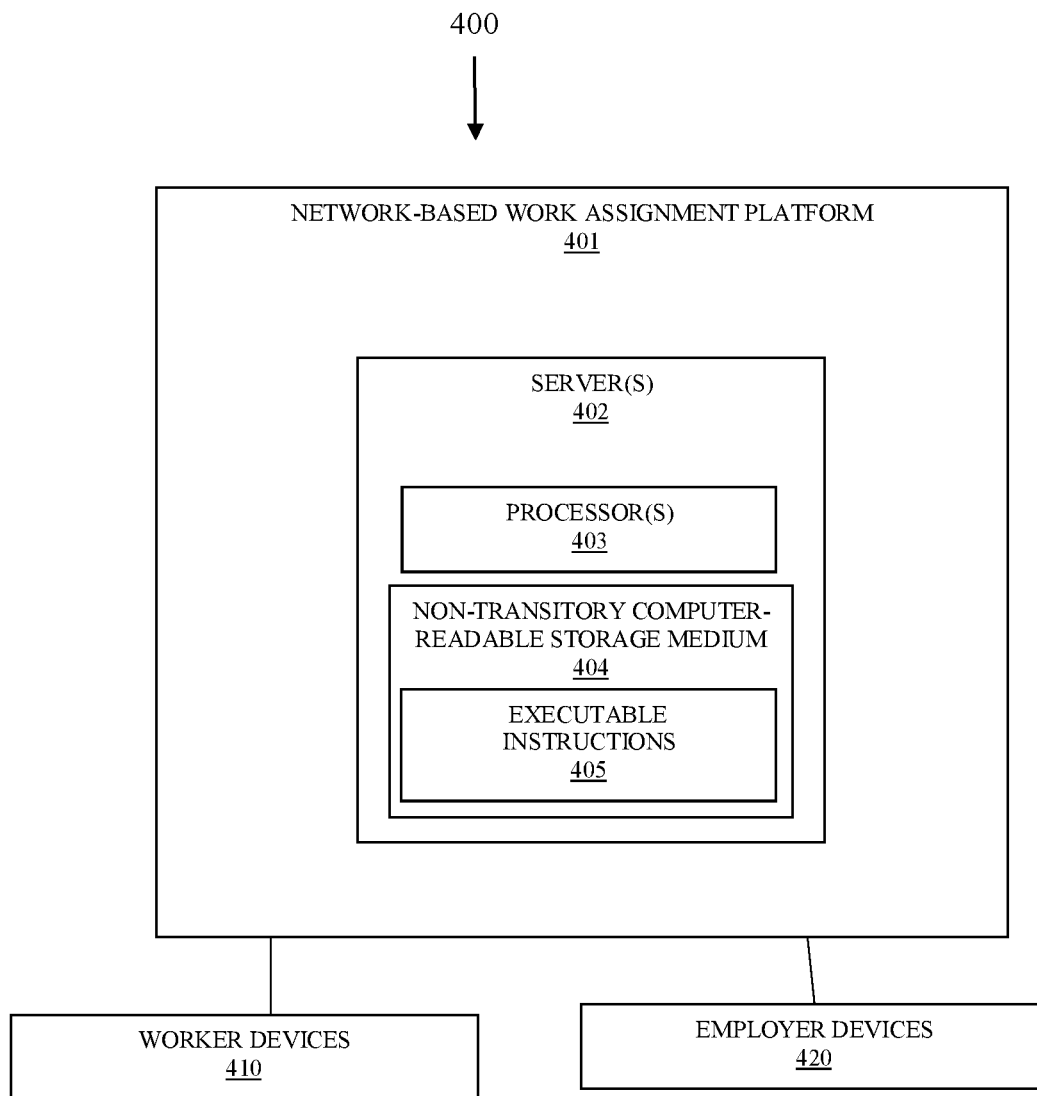 400
NETWORK-BASED WORK ASSIGNMENT PLATFORM
401
SERVER(S)
402
PROCESSOR(S)
403
NON-TRANSITORY COMPUTER-
READABLE STORAGE MEDIUM
404
EXECUTABLE
INSTRUCTIONS
405
WORKER DEVICES
410
EMPLOYER DEVICES
420